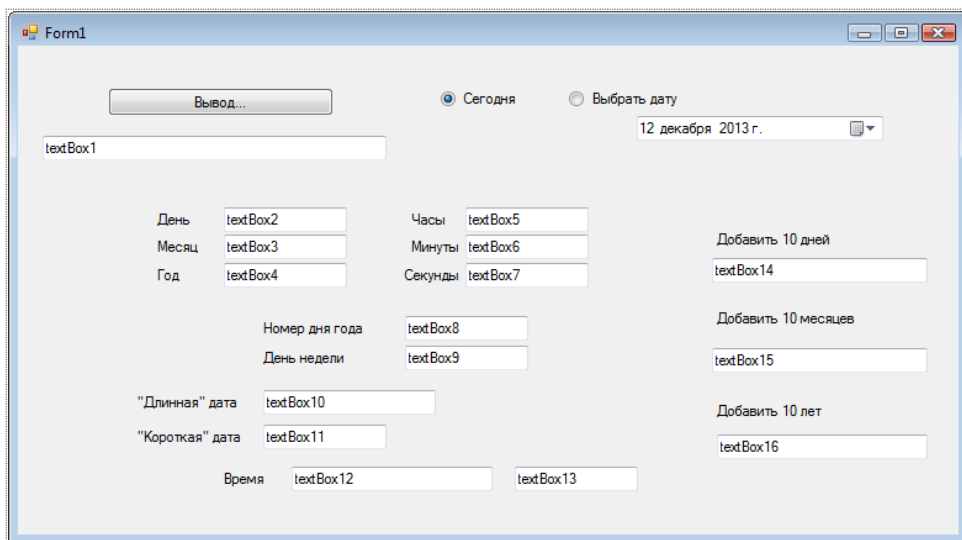 Form1
Вывод...
Сегодня
Выбрать дату
12 декабря 2013 г.
textBox1
День textBox2
Часы textBox5
Месяц textBox3
Минуты textBox6
Год textBox4
Секунды textBox7
Добавить 10 дней
textBox14
Номер дня года textBox8
День недели textBox9
Добавить 10 месяцев
textBox15
"Длинная" дата textBox10
"Короткая" дата textBox11
Добавить 10 лет
textBox16
Время textBox12 textBox13